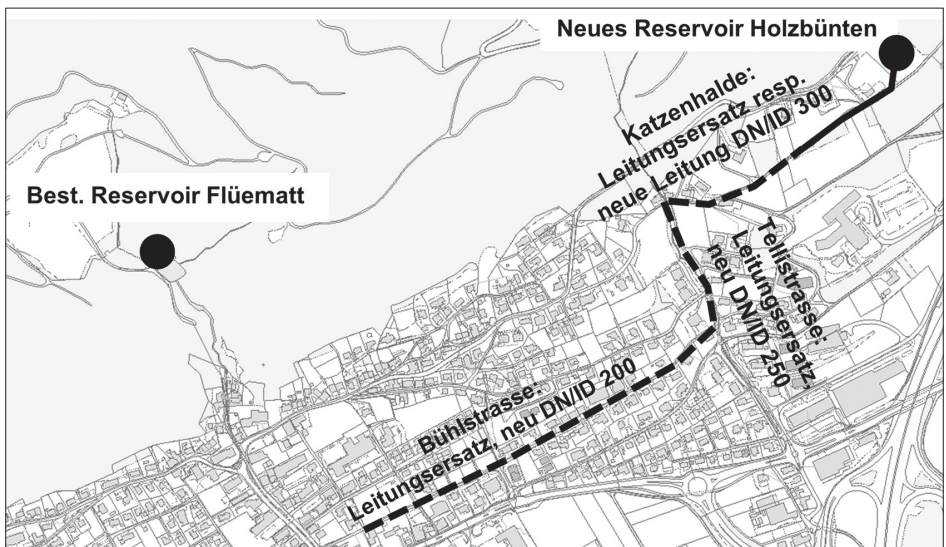 Neues Reservoir Holzbünten
Katzenhalde:
Leitungsersatz resp.
neue Leitung DN/ID 300
Best. Reservoir Flüematt
Tellistrasse:
Leitungsersatz,
neu DN/ID 250
Bühlstrasse:
Leitungsersatz, neu DN/ID 200